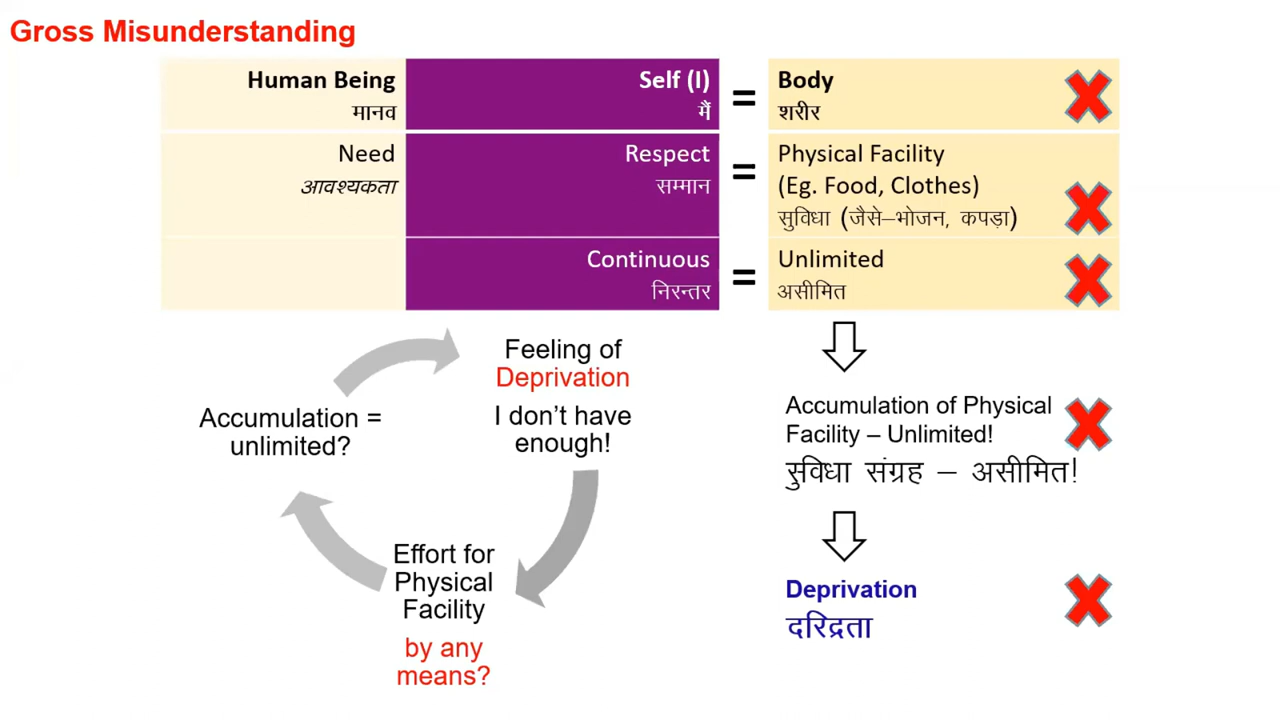 Gross Misunderstanding
Human Being
मानव
Self (I)
मैं
=
Body
शरीर
Need
आवश्यकता
Respect
सम्मान
=
Physical Facility
(Eg. Food, Clothes)
सुविधा (जैसे–भोजन, कपड़ा)
Continuous
निरन्तर
=
Unlimited
असीमित
Feeling of
Deprivation
I don't have
enough!
Accumulation =
unlimited?
Effort for
Physical
Facility
by any
means?
Accumulation of Physical
Facility – Unlimited!
सुविधा संग्रह – असीमित!
Deprivation
दरिद्रता